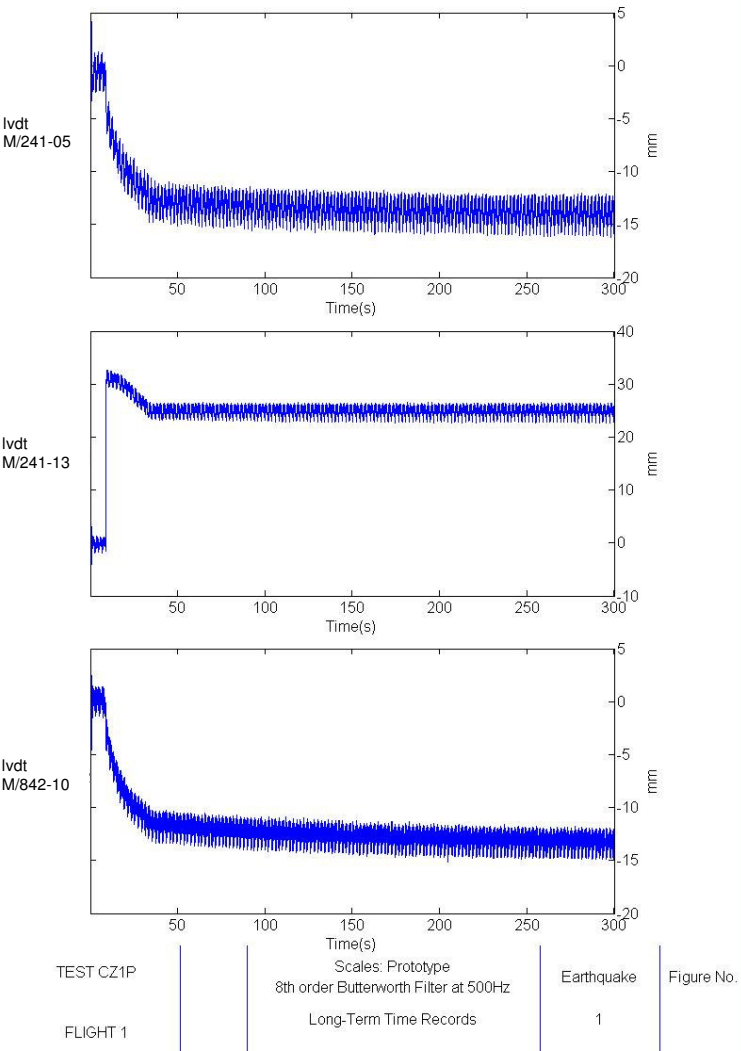 5
0
-5
-10
-15
-20
mm
lvdt
M/241-05
50 100 150 200 250 300
Time(s)
40
30
20
10
0
-10
mm
lvdt
M/241-13
50 100 150 200 250 300
Time(s)
5
0
-5
-10
-15
-20
mm
lvdt
M/842-10
50 100 150 200 250 300
Time(s)
TEST CZ1P
FLIGHT 1
Scales: Prototype
8th order Butterworth Filter at 500Hz
Long-Term Time Records
Earthquake
1
Figure No.